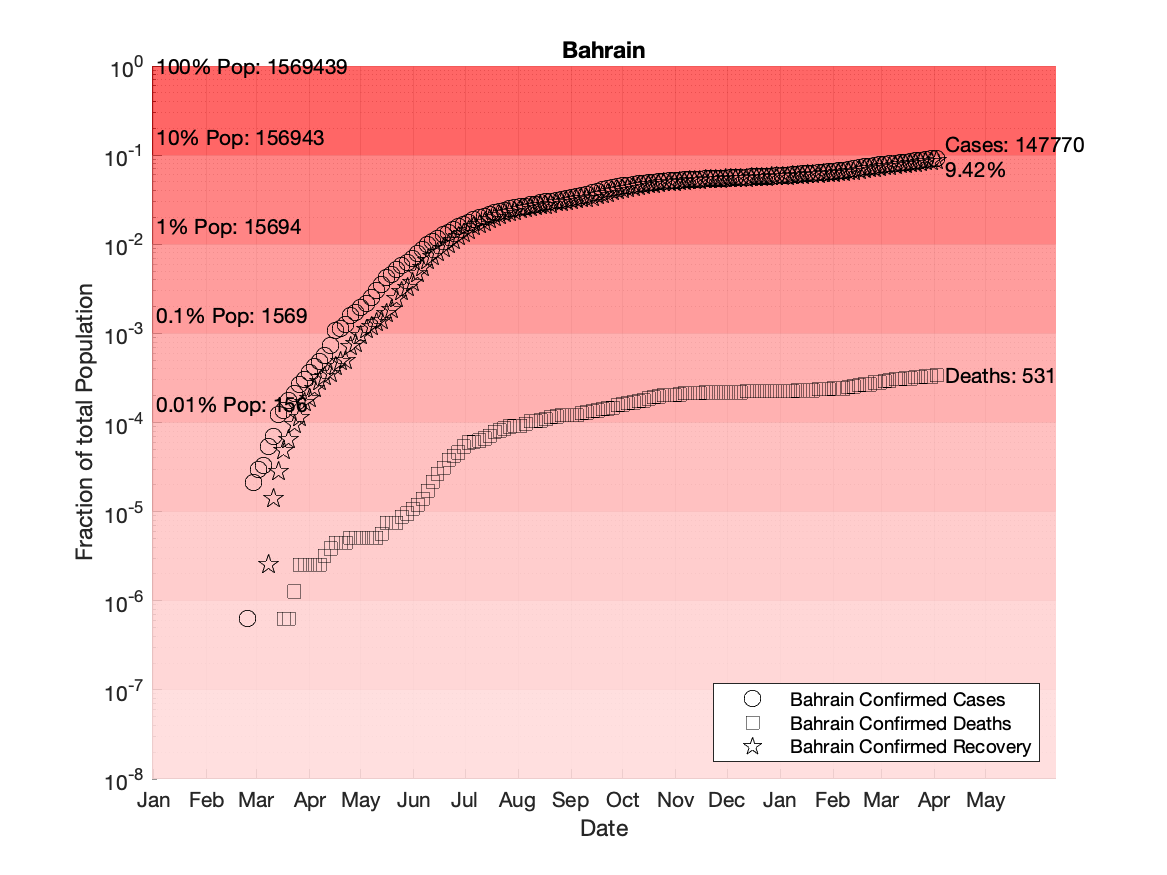 Bahrain
10^0
100% Pop: 1569439
10% Pop: 156943
10^-1
Cases: 147770
9.42%
1% Pop: 15694
10^-2
0.1% Pop: 1569
10^-3
Deaths: 531
0.01% Pop: 156
10^-4
10^-5
10^-6
10^-7
10^-8
Fraction of total Population
Bahrain Confirmed Cases
Bahrain Confirmed Deaths
Bahrain Confirmed Recovery
Jan Feb Mar Apr May Jun Jul Aug Sep Oct Nov Dec Jan Feb Mar Apr May
Date